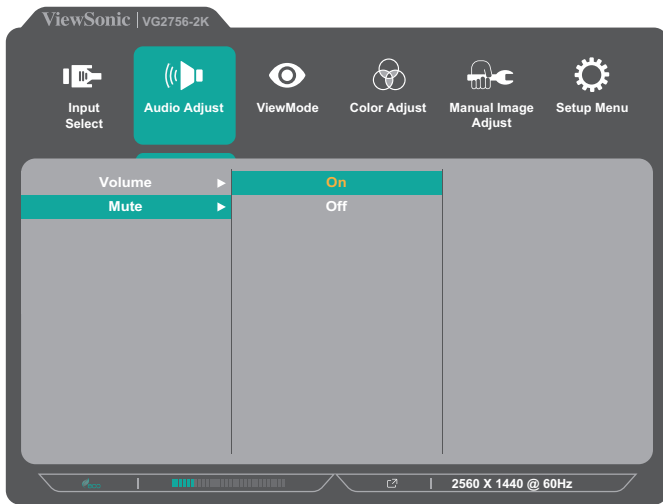 ViewSonic | VG2756-2K
Input Select
Audio Adjust
ViewMode
Color Adjust
Manual Image Adjust
Setup Menu
Volume
On
Mute
Off
ECO
2560 X 1440 @ 60Hz